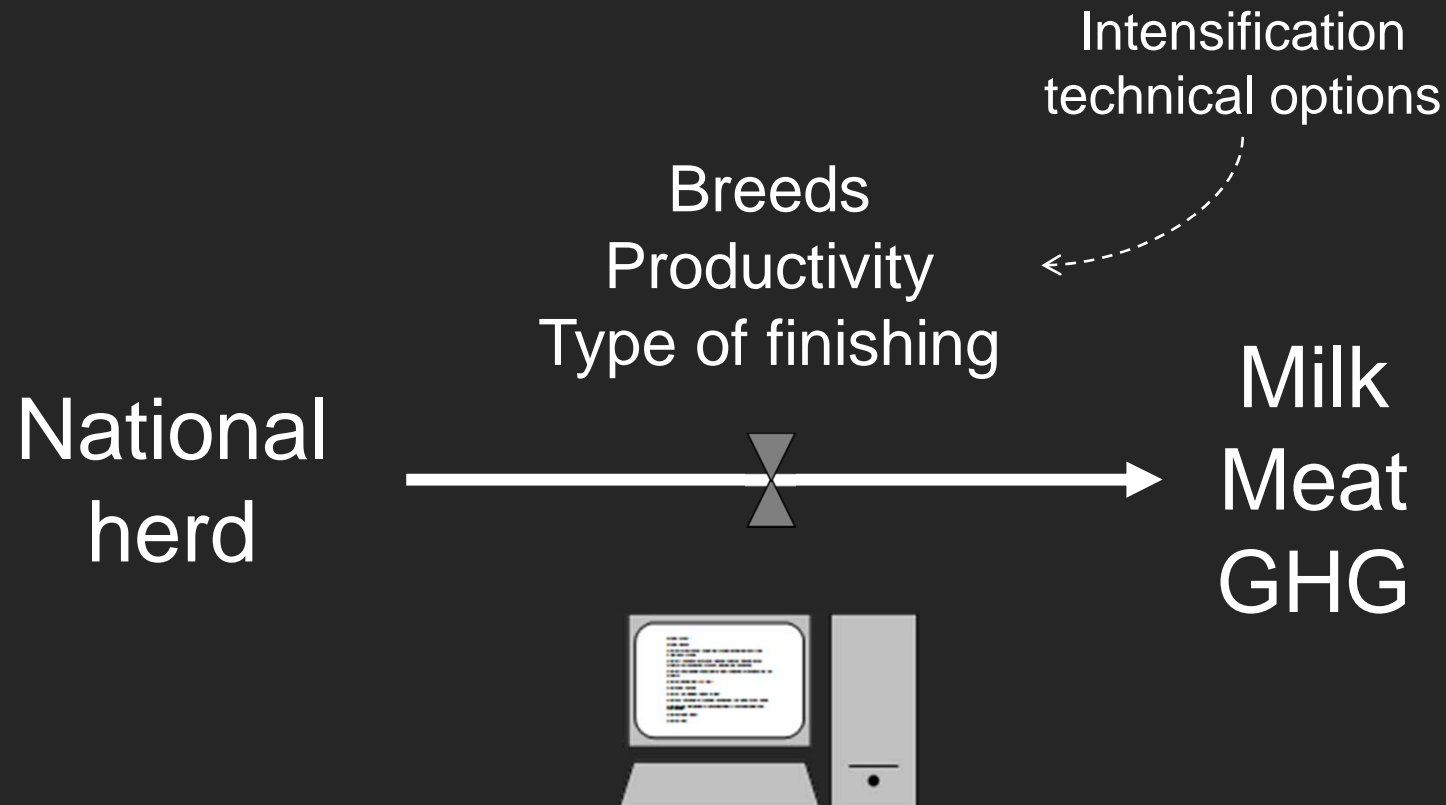 Intensification
technical options
Breeds
Productivity
Type of finishing
National
herd
Milk
Meat
GHG